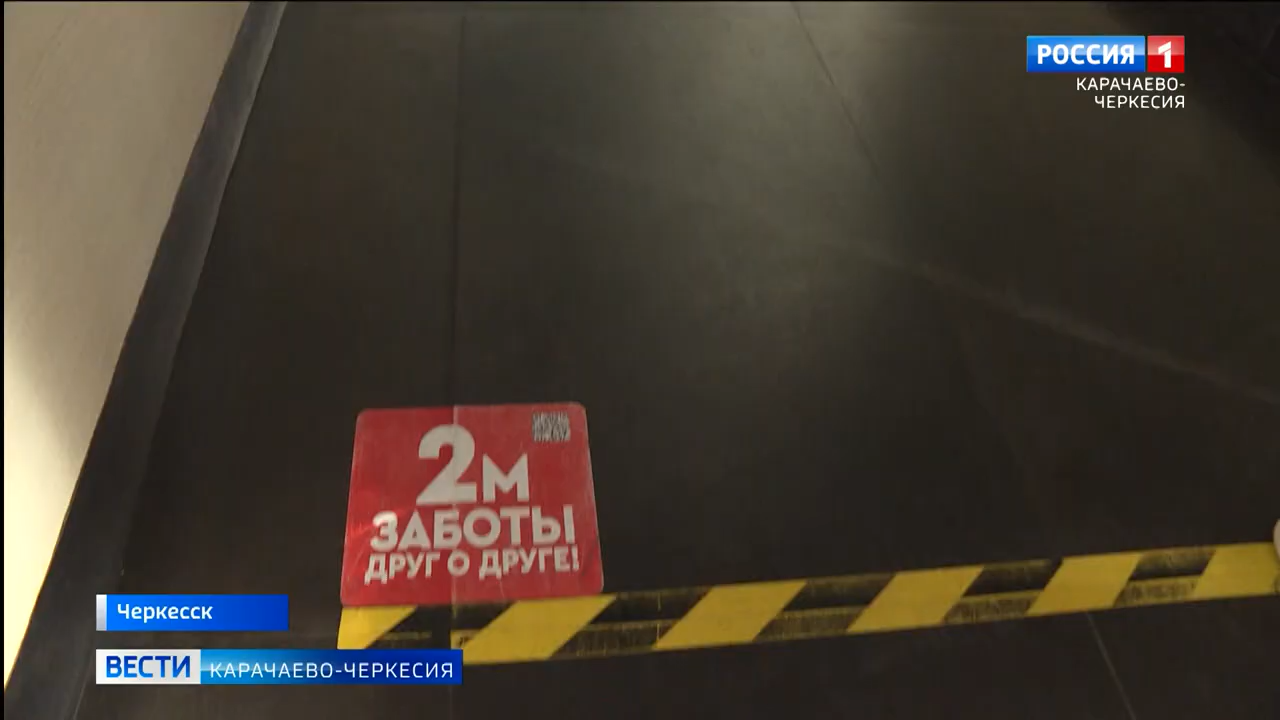 РОССИЯ 1
КАРАЧАЕВО-
ЧЕРКЕСИЯ
2м
ЗАБОТЫ
ДРУГ О ДРУГЕ!
Черкесск
ВЕСТИ КАРАЧАЕВО-ЧЕРКЕСИЯ